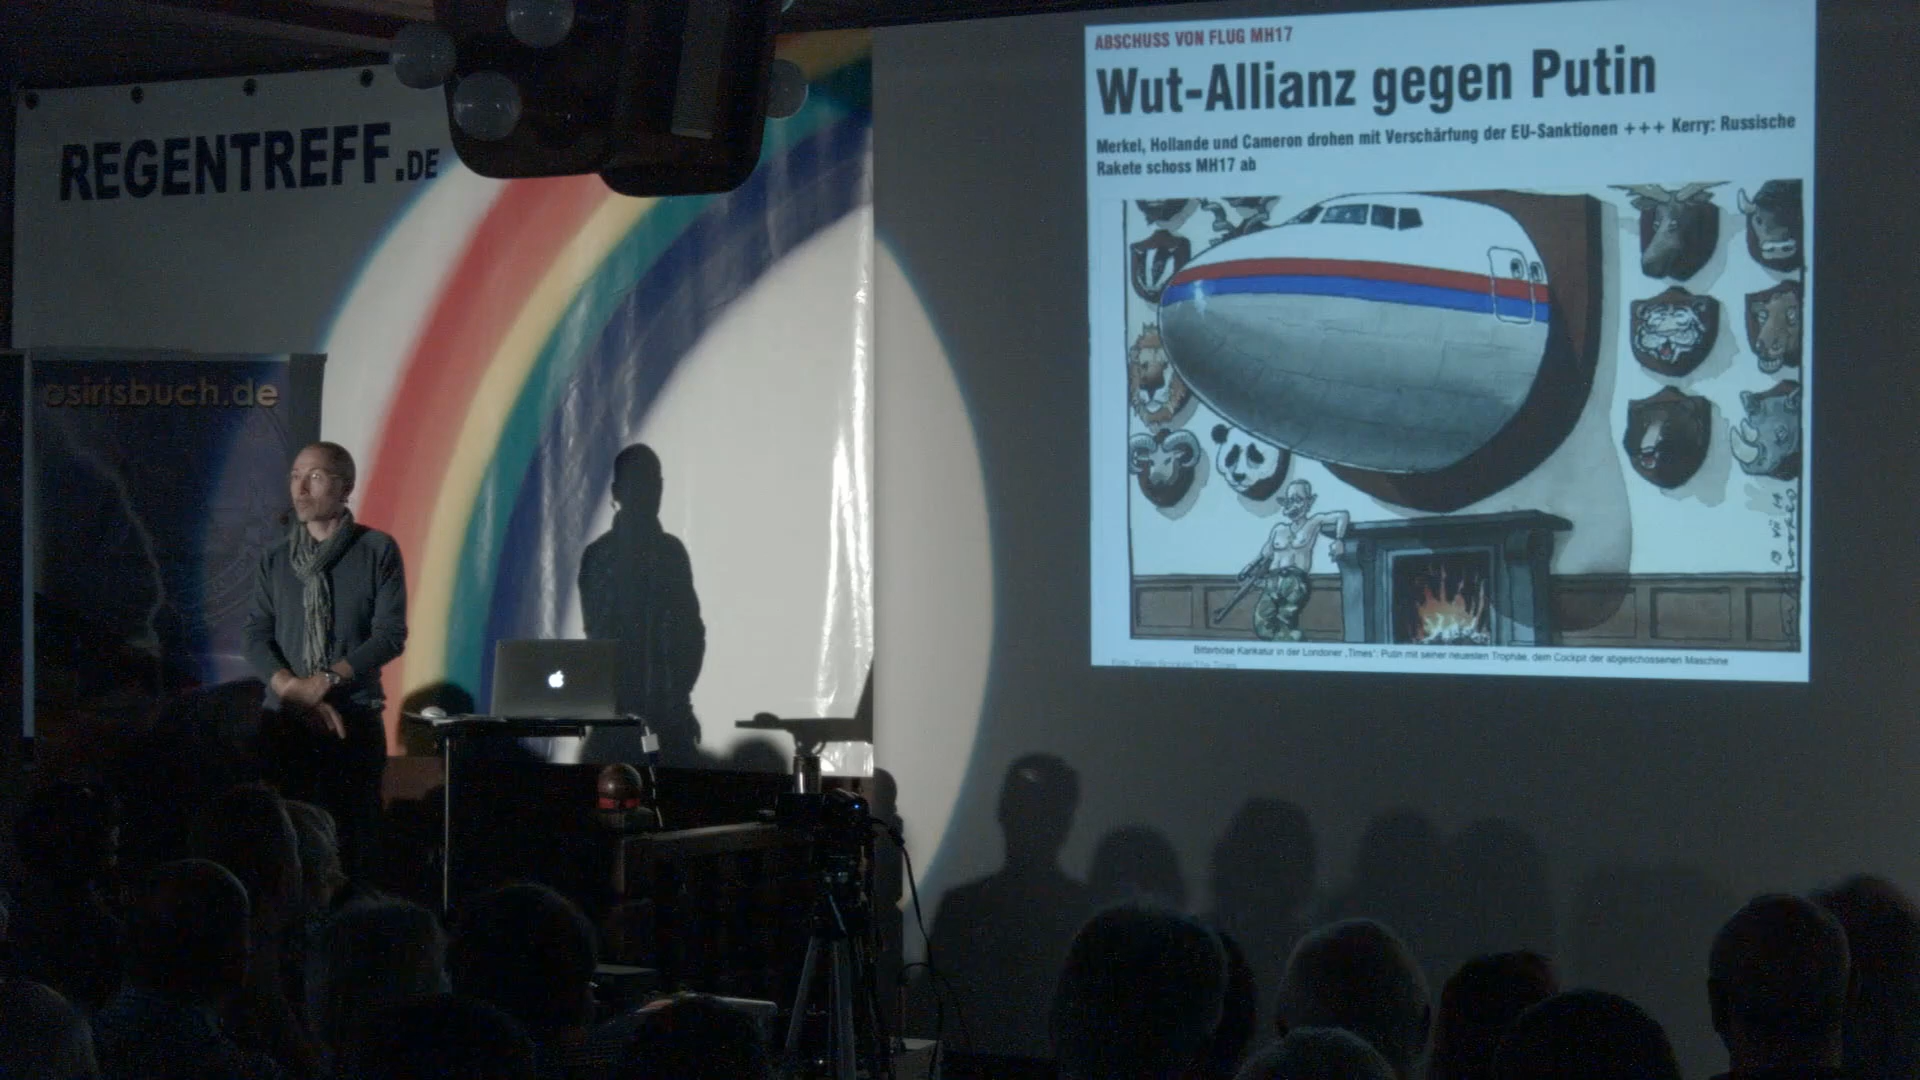 REGENTREFF.DE
osirisbuch.de
ABSCHUSS VON FLUG MH17
Wut-Allianz gegen Putin
Merkel, Hollande und Cameron drohen mit Verschärfung der EU-Sanktionen +++ Kerry: Russische
Rakete schoss MH17 ab
Bitterböse Karikatur in der Londoner „Times“: Putin mit seiner neuesten Trophäe, dem Cockpit der abgeschossenen Maschine